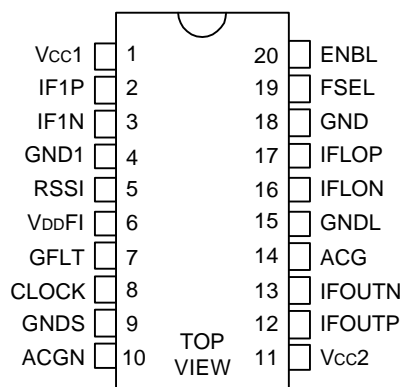 Vcc1 1 20 ENBL
IF1P 2 19 FSEL
IF1N 3 18 GND
GND1 4 17 IFLOP
RSSI 5 16 IFLON
VDDFI 6 15 GNDL
GFLT 7 14 ACG
CLOCK 8 13 IFOUTN
GNDS 9 12 IFOUTP
ACGN 10 11 Vcc2
TOP
VIEW